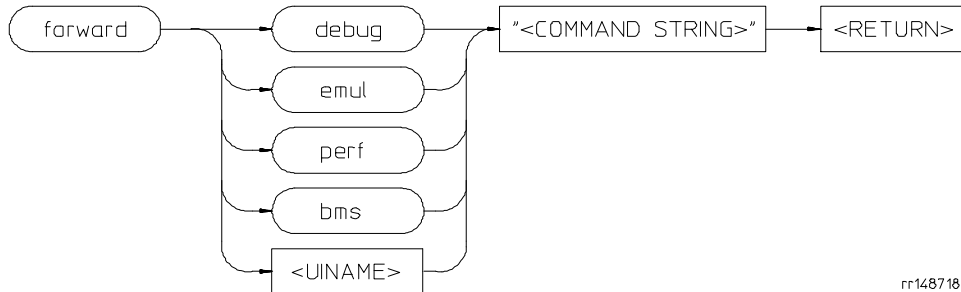 forward debug "<COMMAND STRING>" <RETURN>
emul
perf
bms
<UINAME>
rr148718